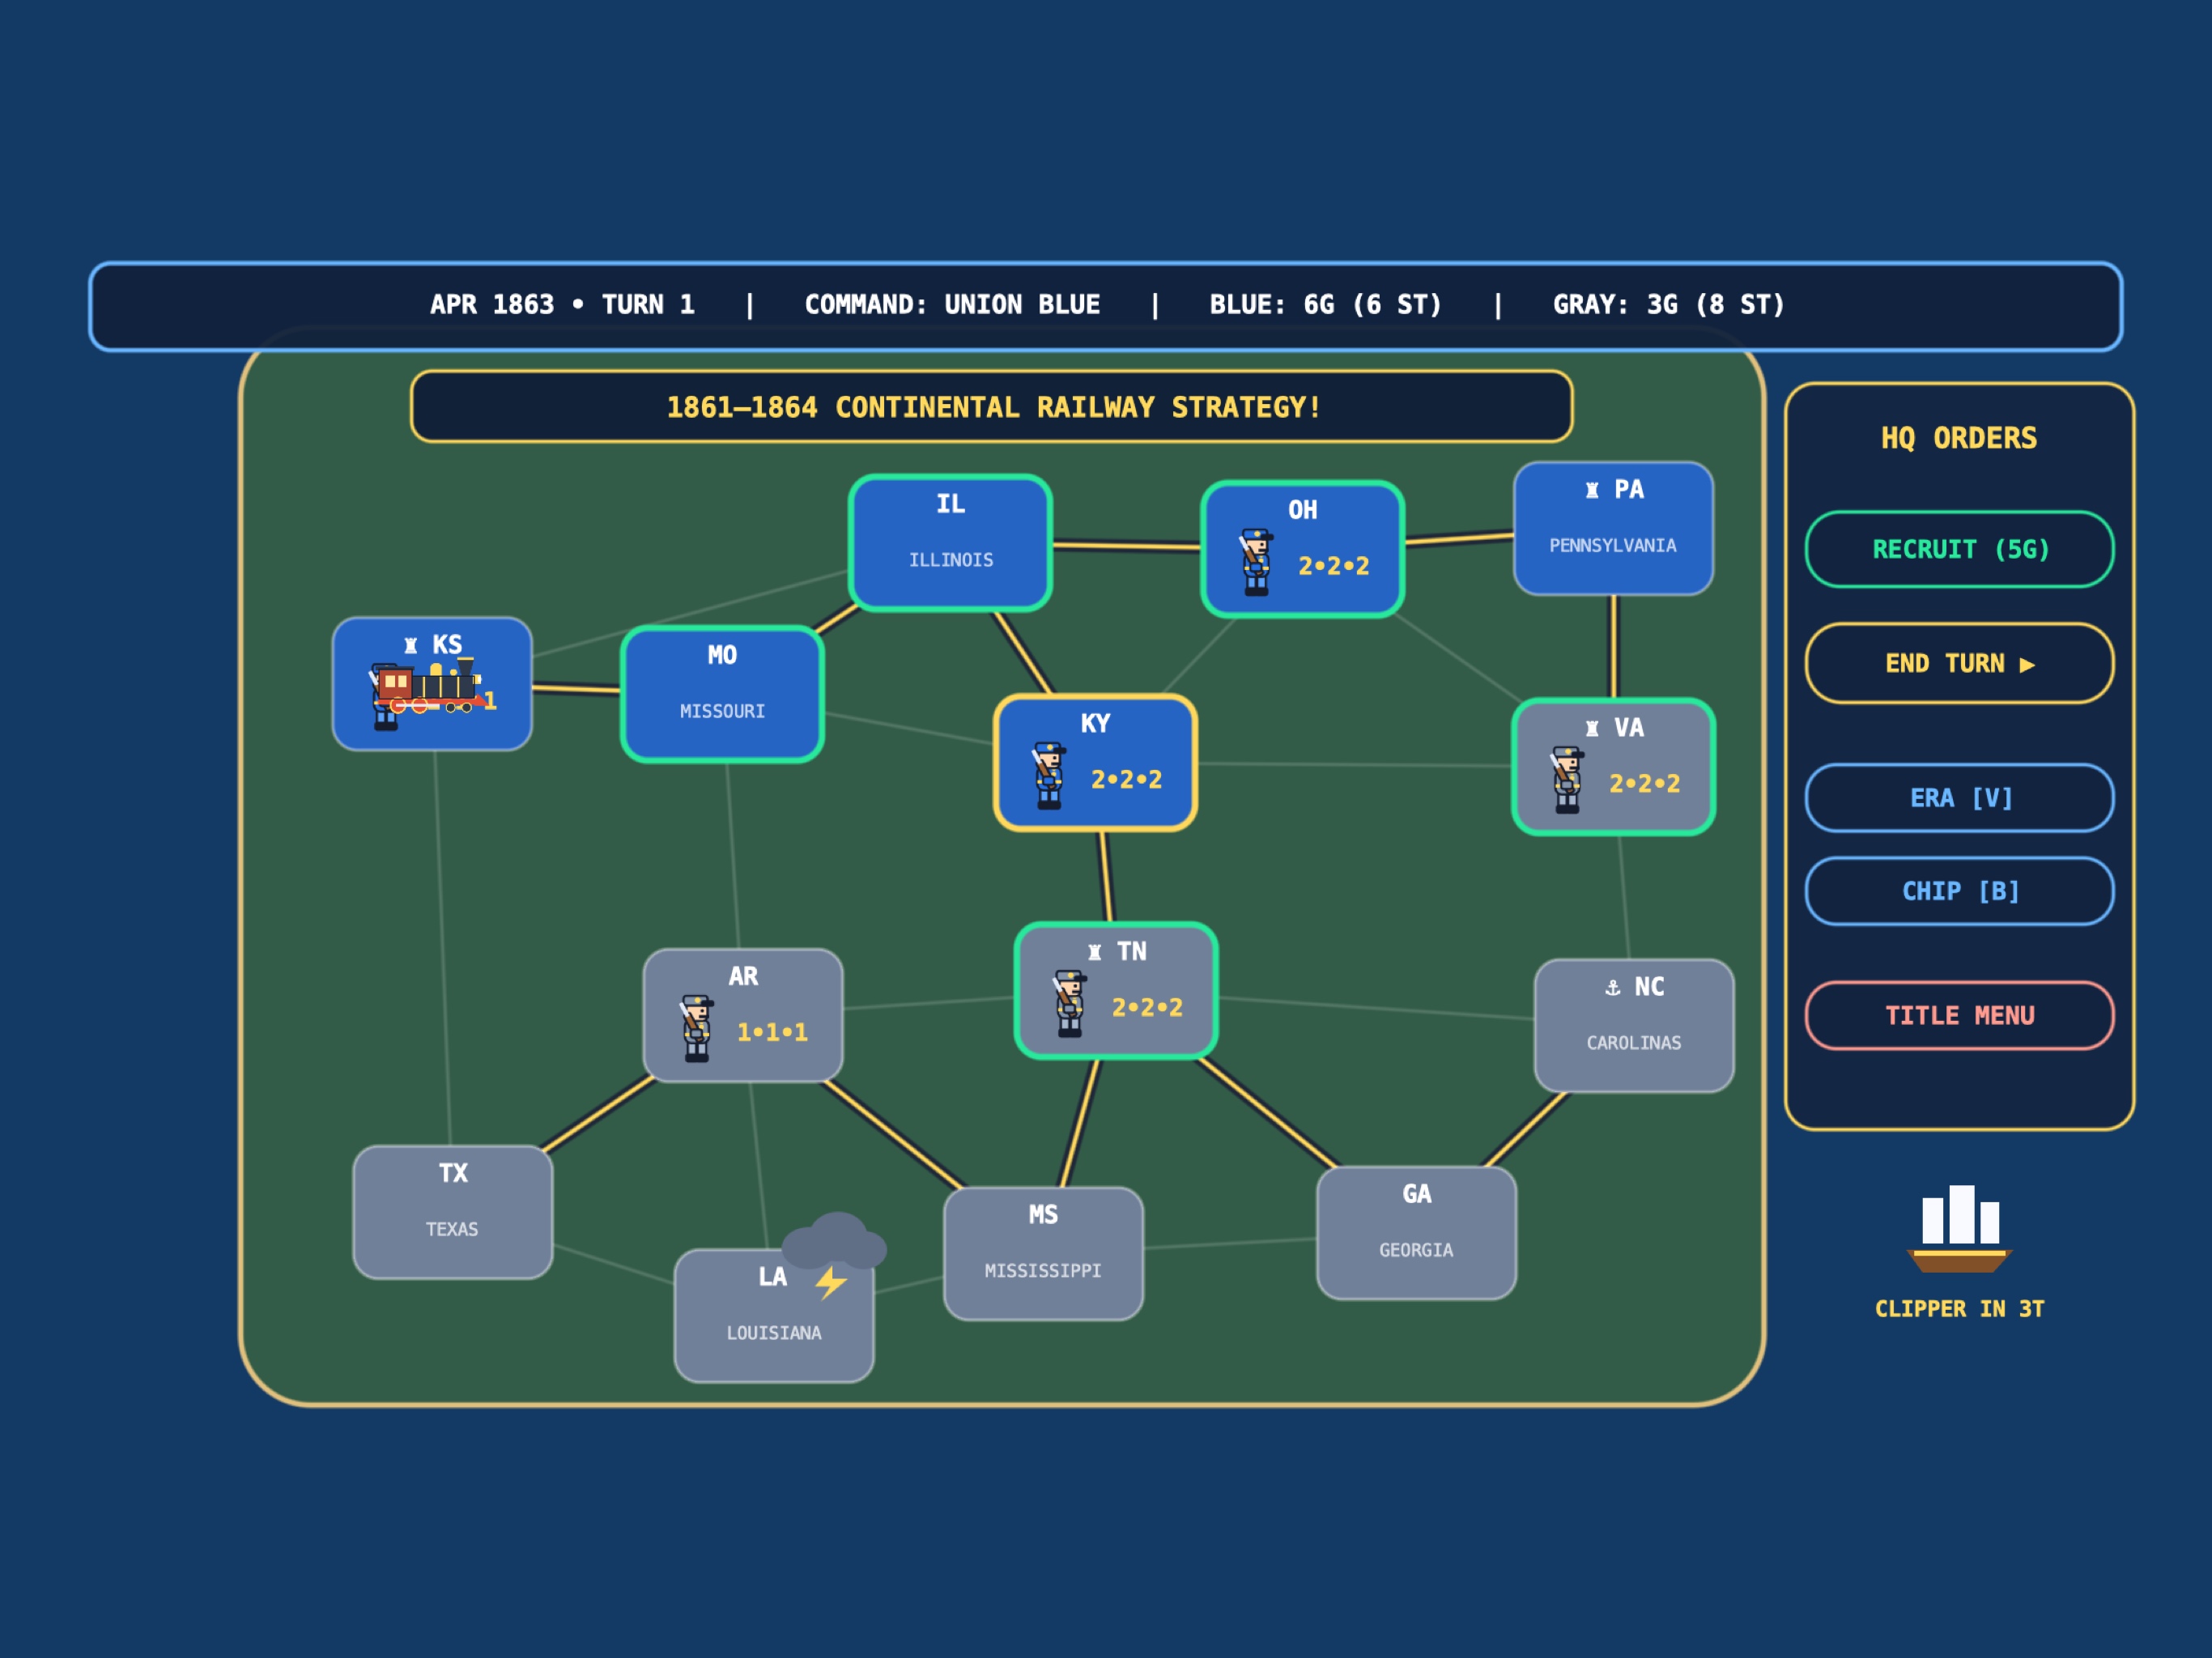 APR 1863 • TURN 1 | COMMAND: UNION BLUE | BLUE: 6G (6 ST) | GRAY: 3G (8 ST)
1861–1864 CONTINENTAL RAILWAY STRATEGY!
HQ ORDERS
RECRUIT (5G)
END TURN ▶
ERA [V]
CHIP [B]
TITLE MENU
CLIPPER IN 3T
IL
ILLINOIS
OH
2•2•2
♜ PA
PENNSYLVANIA
♜ KS
1
MO
MISSOURI
KY
2•2•2
♜ VA
2•2•2
AR
1•1•1
♜ TN
2•2•2
⚓ NC
CAROLINAS
TX
TEXAS
LA
LOUISIANA
MS
MISSISSIPPI
GA
GEORGIA